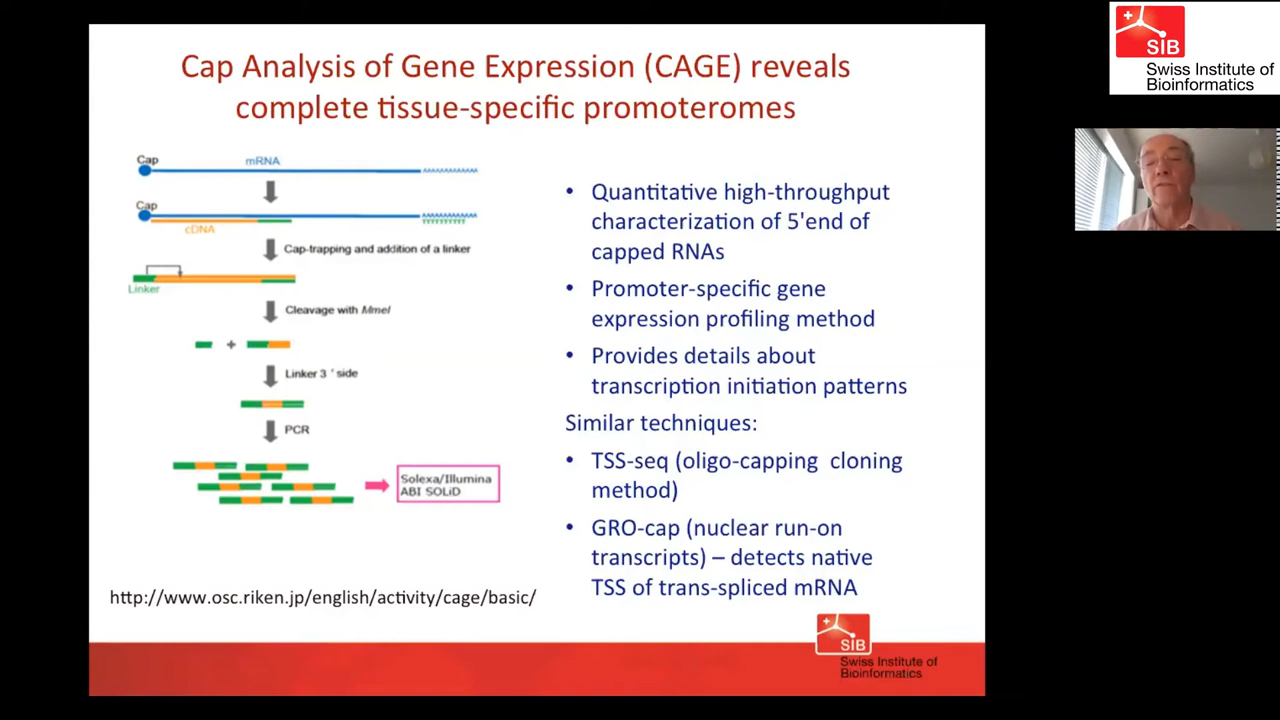 Cap Analysis of Gene Expression (CAGE) reveals
complete tissue-specific promoteromes
Cap
mRNA
Cap
cDNA
Cap-trapping and addition of a linker
Linker
Cleavage with MmeI
+
Linker 3 ' side
PCR
Solexa/Illumina
ABI SOLiD
http://www.osc.riken.jp/english/activity/cage/basic/
• Quantitative high-throughput
characterization of 5'end of
capped RNAs
• Promoter-specific gene
expression profiling method
• Provides details about
transcription initiation patterns
Similar techniques:
• TSS-seq (oligo-capping cloning
method)
• GRO-cap (nuclear run-on
transcripts) – detects native
TSS of trans-spliced mRNA
SIB
Swiss Institute of
Bioinformatics
SIB
Swiss Institute of
Bioinformatics